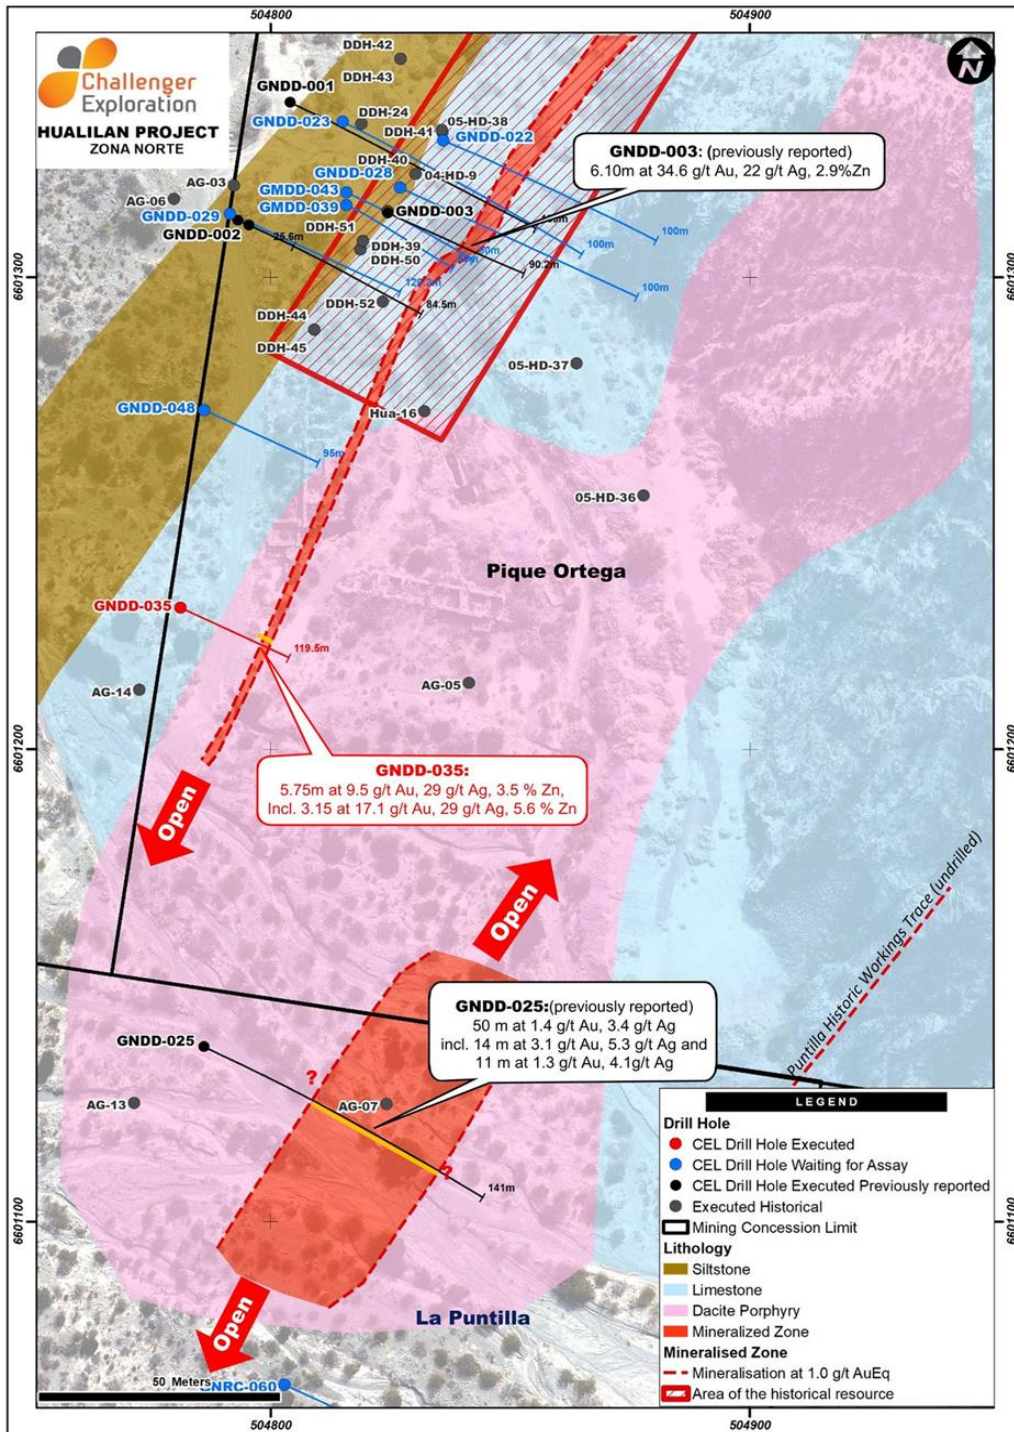 504800
504900
Challenger
Exploration
HUALILAN PROJECT
ZONA NORTE
N
DDH-42
DDH-43
GNDD-001
DDH-24
GNDD-023
05-HD-38
DDH-41
GNDD-022
DDH-40
04-HD-9
GNDD-028
GMDD-043
GMDD-039
GNDD-003
AG-03
AG-06
GNDD-029
GNDD-002
25.6m
DDH-51
DDH-39
DDH-50
GNDD-003: (previously reported)
6.10m at 34.6 g/t Au, 22 g/t Ag, 2.9%Zn
100m
100m
90.2m
100m
84.5m
6601300
6601300
DDH-52
DDH-44
DDH-45
05-HD-37
Hua-16
GNDD-048
95m
05-HD-36
Pique Ortega
GNDD-035
119.5m
AG-14
AG-05
6601200
6601200
GNDD-035:
5.75m at 9.5 g/t Au, 29 g/t Ag, 3.5 % Zn,
Incl. 3.15 at 17.1 g/t Au, 29 g/t Ag, 5.6 % Zn
Open
Open
Puntilla Historic Workings Trace (undrilled)
GNDD-025:(previously reported)
50 m at 1.4 g/t Au, 3.4 g/t Ag
incl. 14 m at 3.1 g/t Au, 5.3 g/t Ag and
11 m at 1.3 g/t Au, 4.1g/t Ag
GNDD-025
?
AG-13
AG-07
?
141m
6601100
6601100
La Puntilla
Open
50 Meters
GNRC-060
LEGEND
Drill Hole
CEL Drill Hole Executed
CEL Drill Hole Waiting for Assay
CEL Drill Hole Executed Previously reported
Executed Historical
Mining Concession Limit
Lithology
Siltstone
Limestone
Dacite Porphyry
Mineralized Zone
Mineralised Zone
Mineralisation at 1.0 g/t AuEq
Area of the historical resource
504800
504900